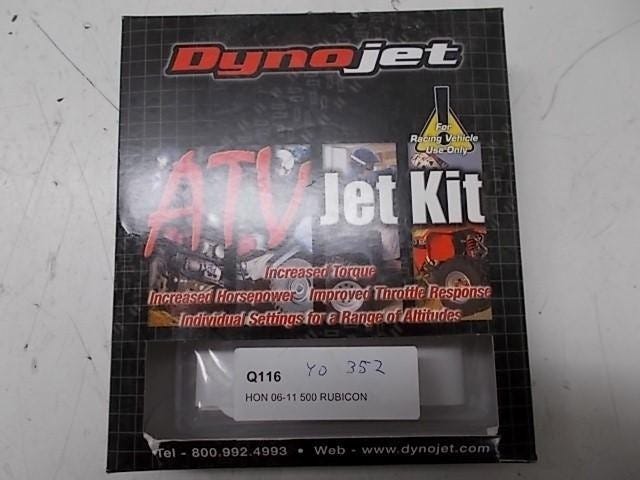 Dynojet
For
Racing Vehicle
Use Only
ATV Jet Kit
Increased Torque
Increased Horsepower Improved Throttle Response
Individual Settings for a Range of Altitudes
Q116 YO 352
HON 06-11 500 RUBICON
Tel - 800.992.4993 • Web - www.dynojet.com